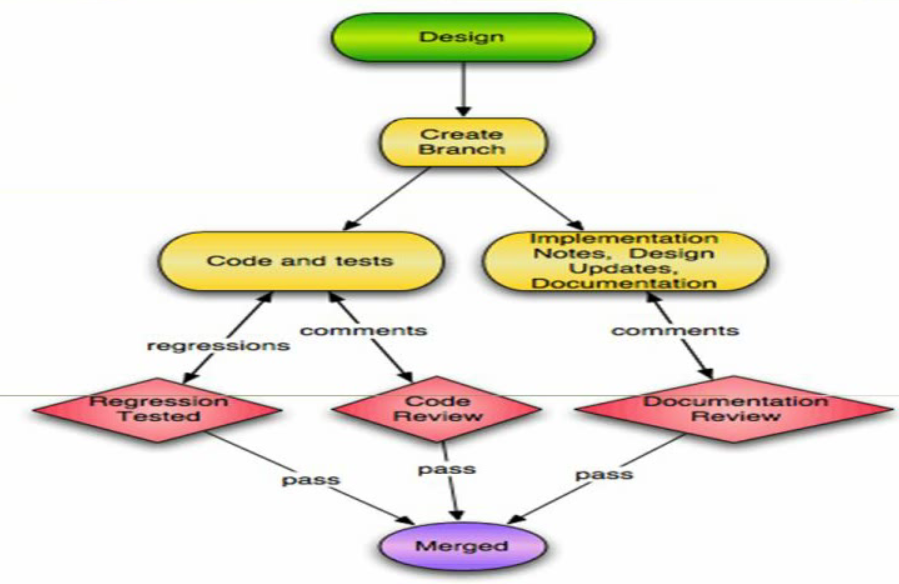 Design
Create
Branch
Code and tests
Implementation
Notes, Design
Updates,
Documentation
regressions
comments
comments
Regression
Tested
Code
Review
Documentation
Review
pass
pass
pass
Merged